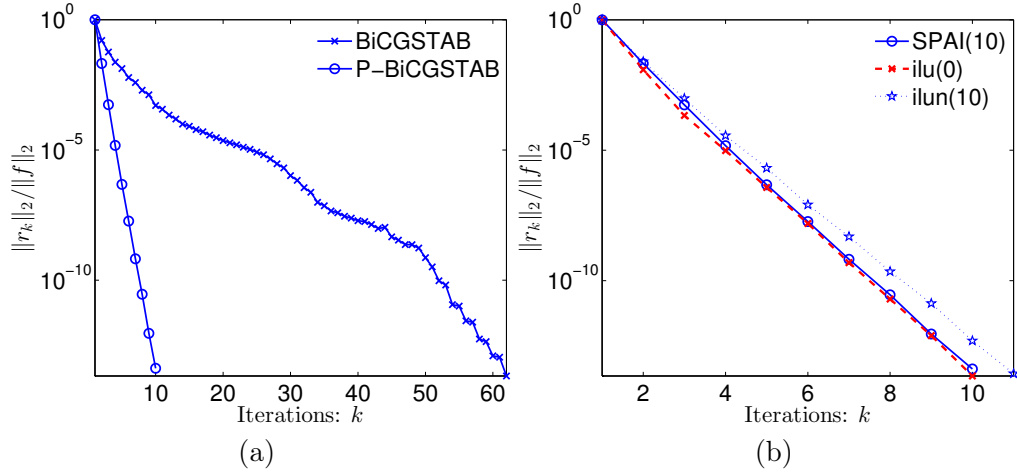 10^0
10^-5
10^-10
||r_k||_2/||f||_2
BiCGSTAB
P-BiCGSTAB
10 20 30 40 50 60
Iterations: k
(a)
10^0
10^-5
10^-10
||r_k||_2/||f||_2
SPAI(10)
ilu(0)
ilun(10)
2 4 6 8 10
Iterations: k
(b)